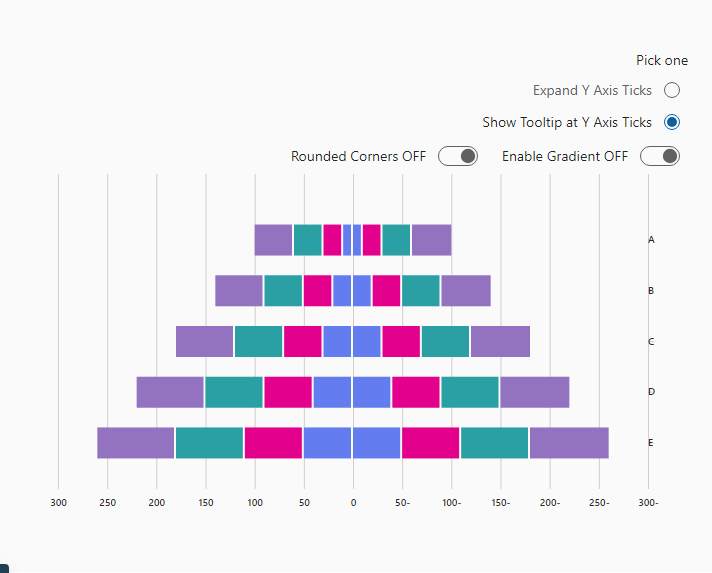 Pick one
Expand Y Axis Ticks
Show Tooltip at Y Axis Ticks
Rounded Corners OFF Enable Gradient OFF
A
B
C
D
E
300 250 200 150 100 50 0 50- 100- 150- 200- 250- 300-